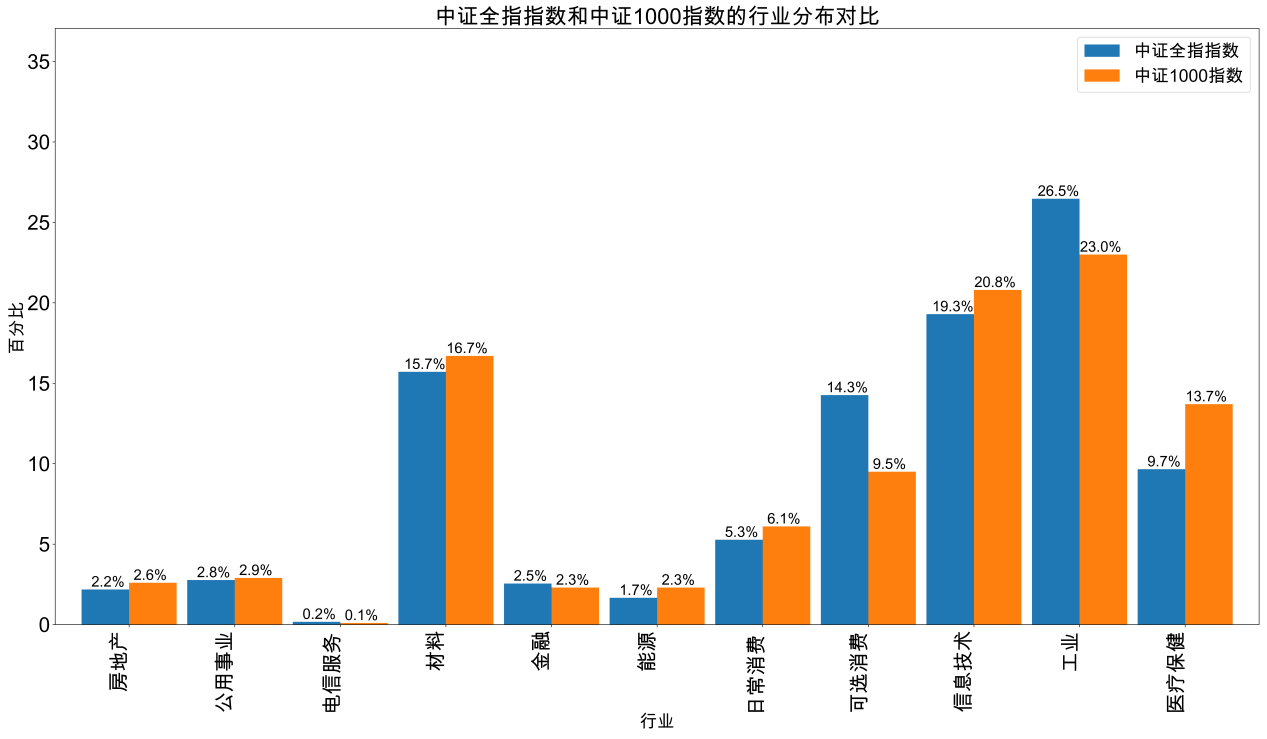 中证全指指数和中证1000指数的行业分布对比
中证全指指数
中证1000指数
百分比
35
30
25
20
15
10
5
0
2.2%
2.6%
2.8%
2.9%
0.2%
0.1%
15.7%
16.7%
2.5%
2.3%
1.7%
2.3%
5.3%
6.1%
14.3%
9.5%
19.3%
20.8%
26.5%
23.0%
9.7%
13.7%
房地产
公用事业
电信服务
材料
金融
能源
日常消费
可选消费
信息技术
工业
医疗保健
行业